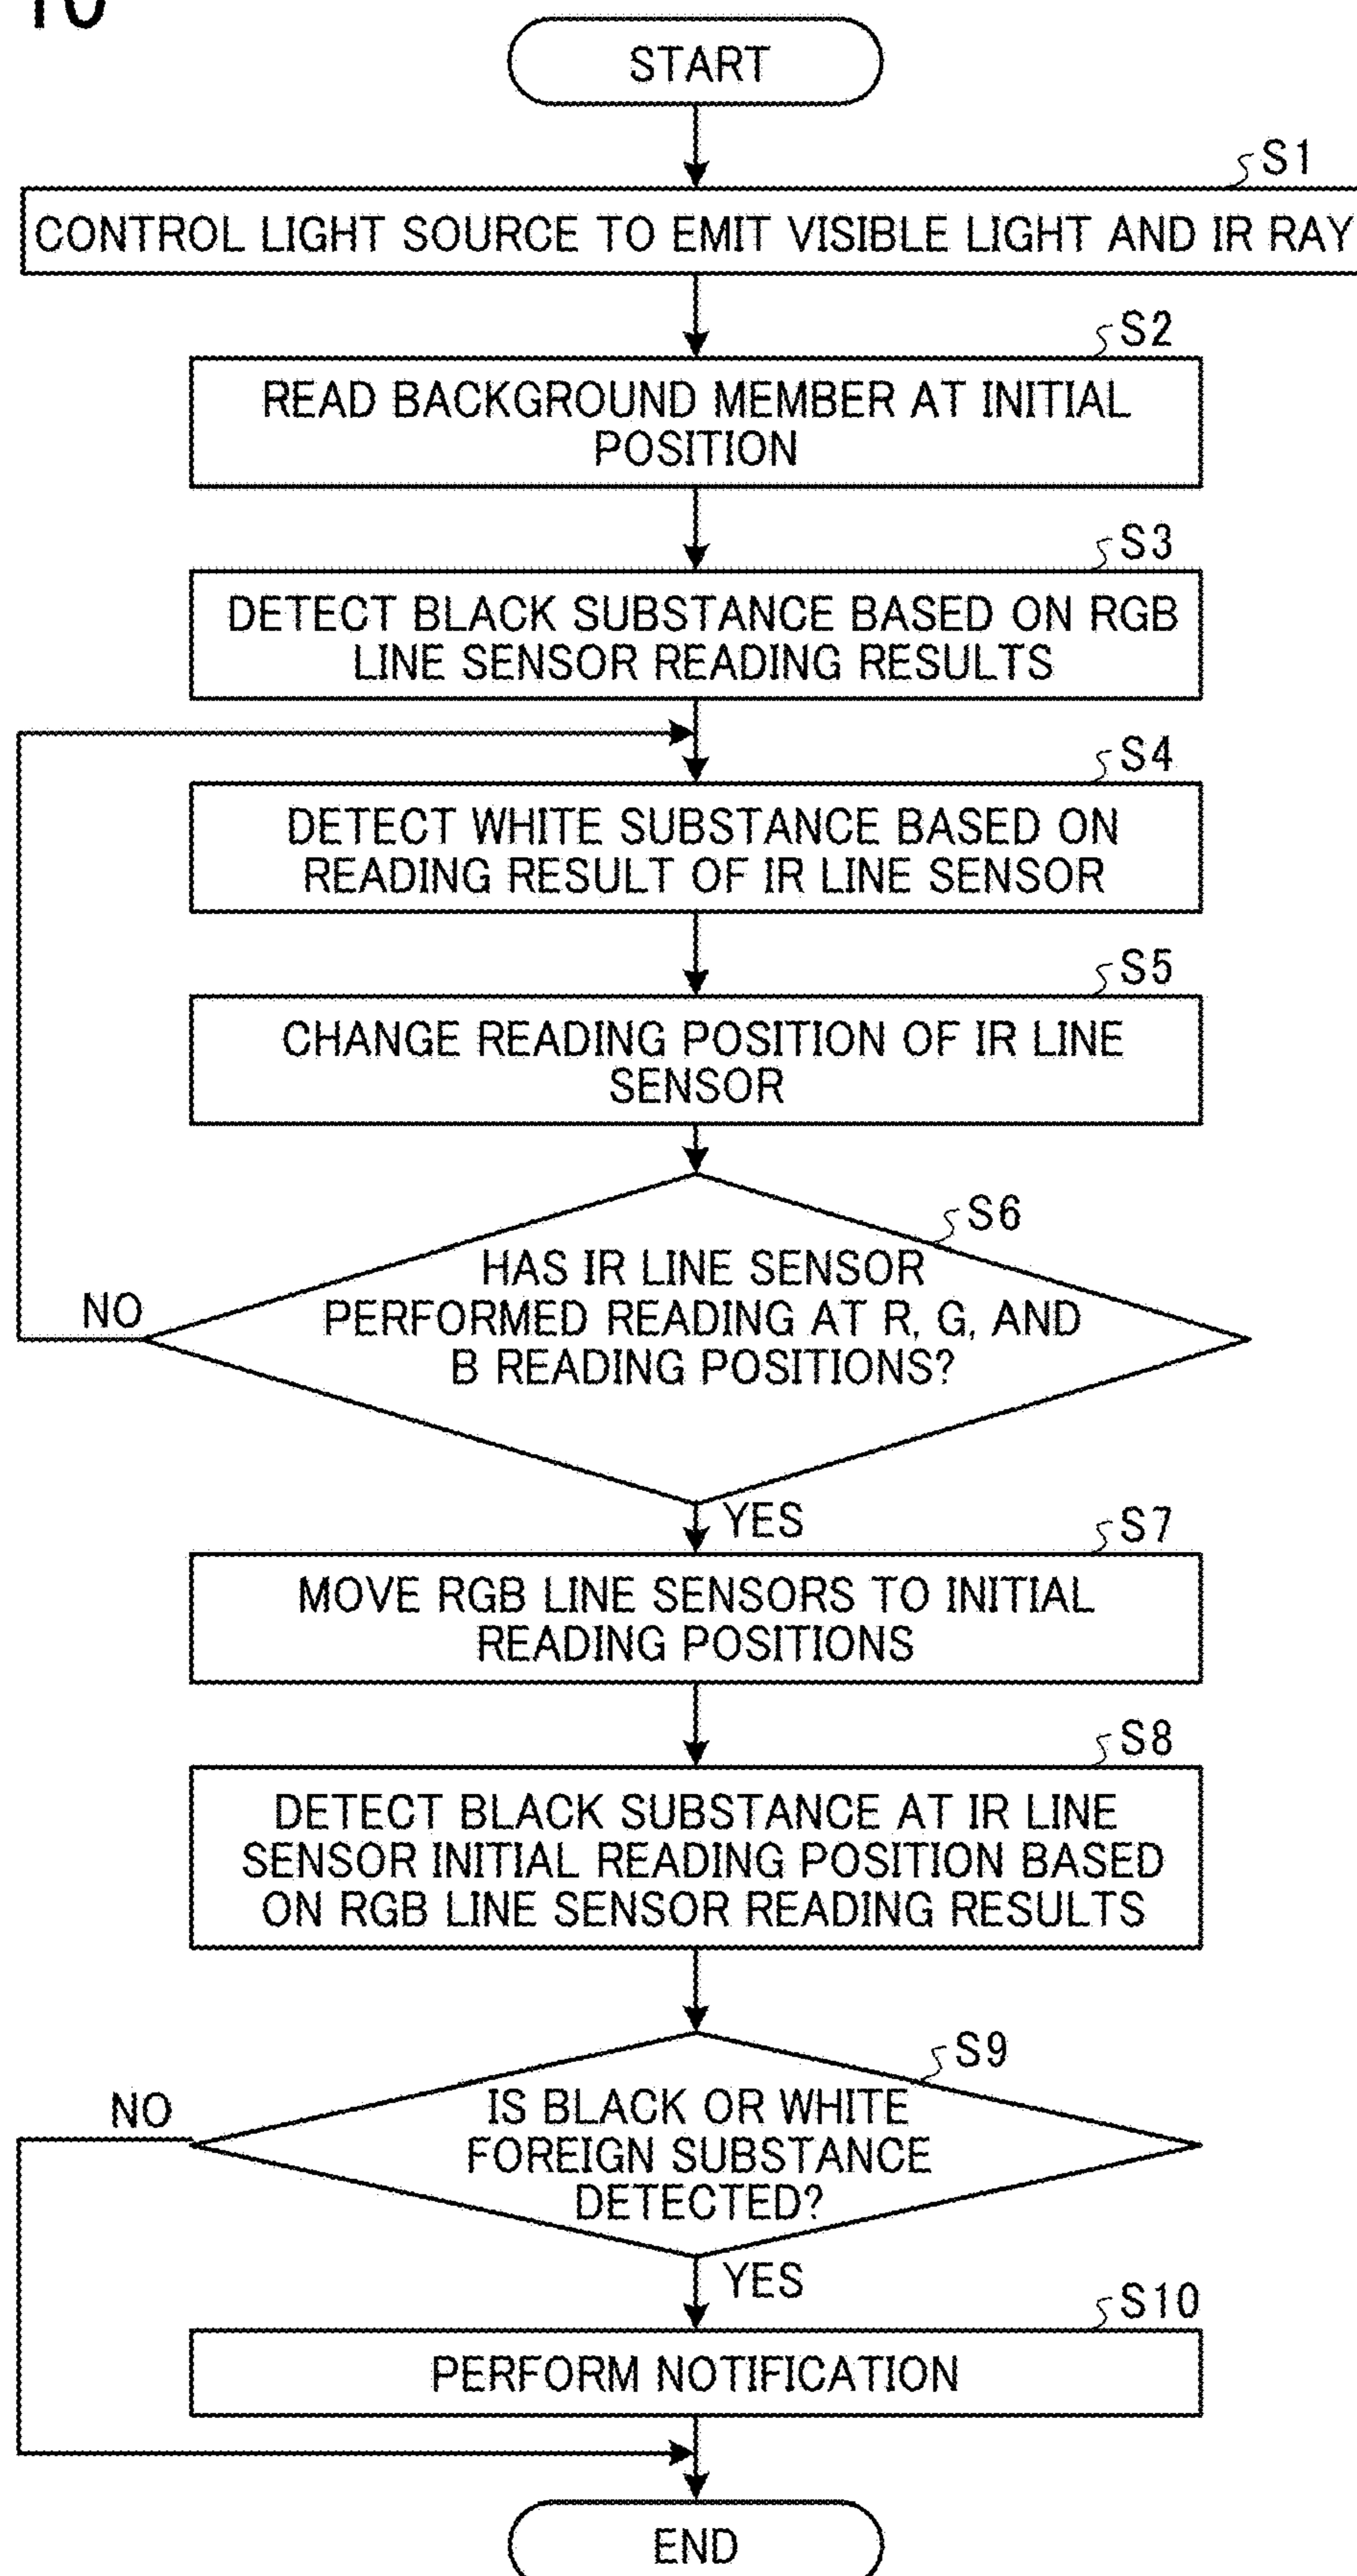 10
START
S1
CONTROL LIGHT SOURCE TO EMIT VISIBLE LIGHT AND IR RAY
S2
READ BACKGROUND MEMBER AT INITIAL
POSITION
S3
DETECT BLACK SUBSTANCE BASED ON RGB
LINE SENSOR READING RESULTS
S4
DETECT WHITE SUBSTANCE BASED ON
READING RESULT OF IR LINE SENSOR
S5
CHANGE READING POSITION OF IR LINE
SENSOR
S6
HAS IR LINE SENSOR
PERFORMED READING AT R, G, AND
B READING POSITIONS?
NO
YES
S7
MOVE RGB LINE SENSORS TO INITIAL
READING POSITIONS
S8
DETECT BLACK SUBSTANCE AT IR LINE
SENSOR INITIAL READING POSITION BASED
ON RGB LINE SENSOR READING RESULTS
S9
IS BLACK OR WHITE
FOREIGN SUBSTANCE
DETECTED?
NO
YES
S10
PERFORM NOTIFICATION
END